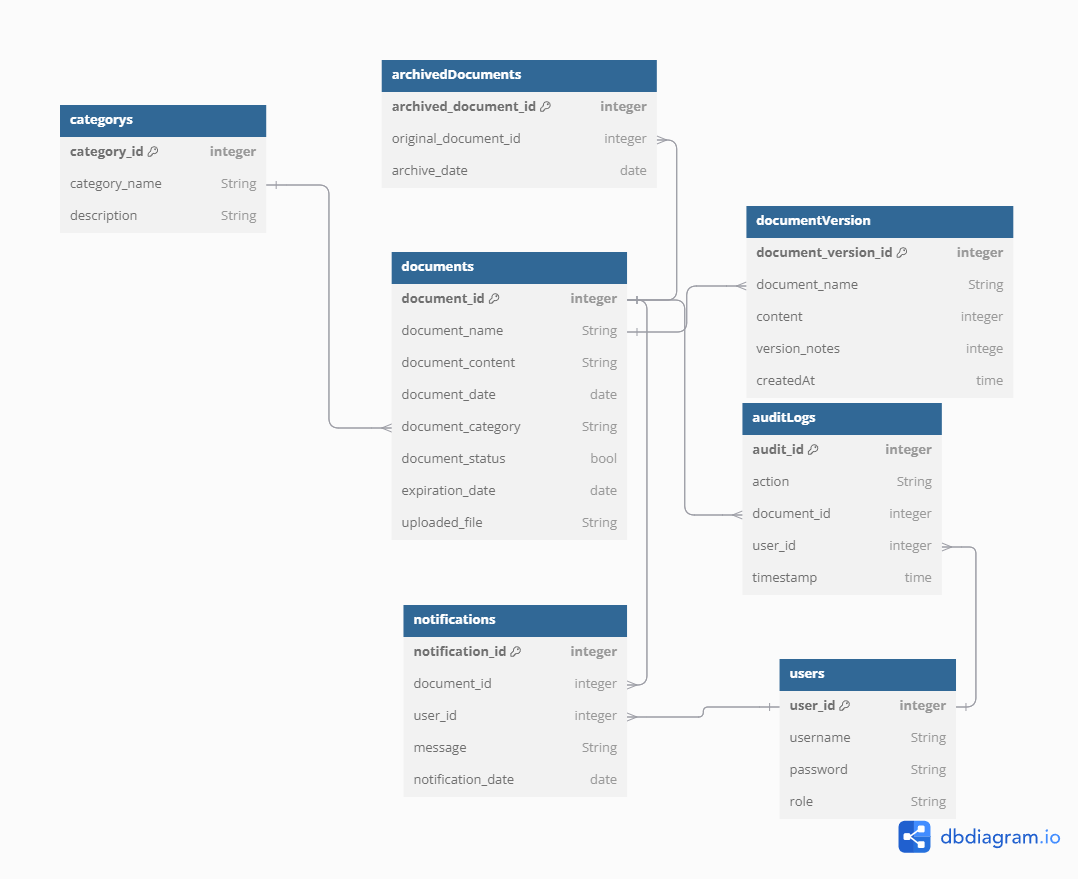 archivedDocuments
archived_document_id integer
original_document_id integer
archive_date date
categorys
category_id integer
category_name String
description String
documentVersion
document_version_id integer
document_name String
content integer
version_notes intege
createdAt time
documents
document_id integer
document_name String
document_content String
document_date date
document_category String
document_status bool
expiration_date date
uploaded_file String
auditLogs
audit_id integer
action String
document_id integer
user_id integer
timestamp time
notifications
notification_id integer
document_id integer
user_id integer
message String
notification_date date
users
user_id integer
username String
password String
role String
dbdiagram.io